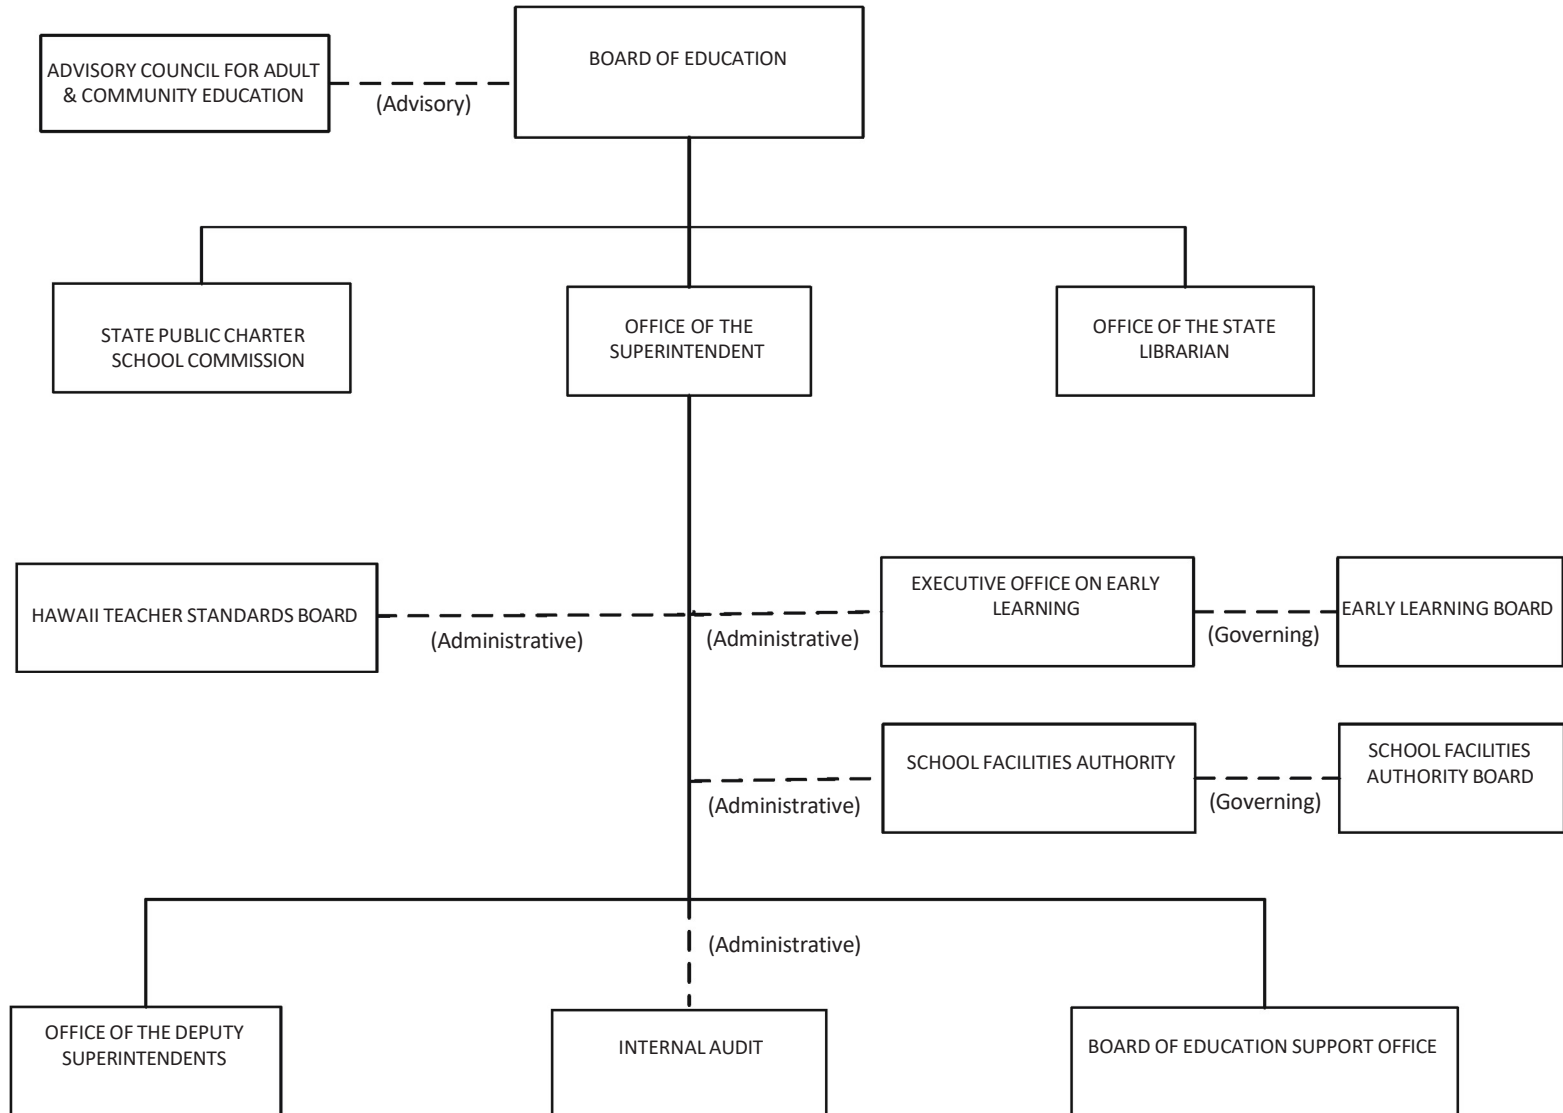 ADVISORY COUNCIL FOR ADULT
& COMMUNITY EDUCATION
(Advisory)
BOARD OF EDUCATION
STATE PUBLIC CHARTER
SCHOOL COMMISSION
OFFICE OF THE
SUPERINTENDENT
OFFICE OF THE STATE
LIBRARIAN
HAWAII TEACHER STANDARDS BOARD
(Administrative)
(Administrative)
EXECUTIVE OFFICE ON EARLY
LEARNING
(Governing)
EARLY LEARNING BOARD
(Administrative)
SCHOOL FACILITIES AUTHORITY
(Governing)
SCHOOL FACILITIES
AUTHORITY BOARD
(Administrative)
OFFICE OF THE DEPUTY
SUPERINTENDENTS
INTERNAL AUDIT
BOARD OF EDUCATION SUPPORT OFFICE